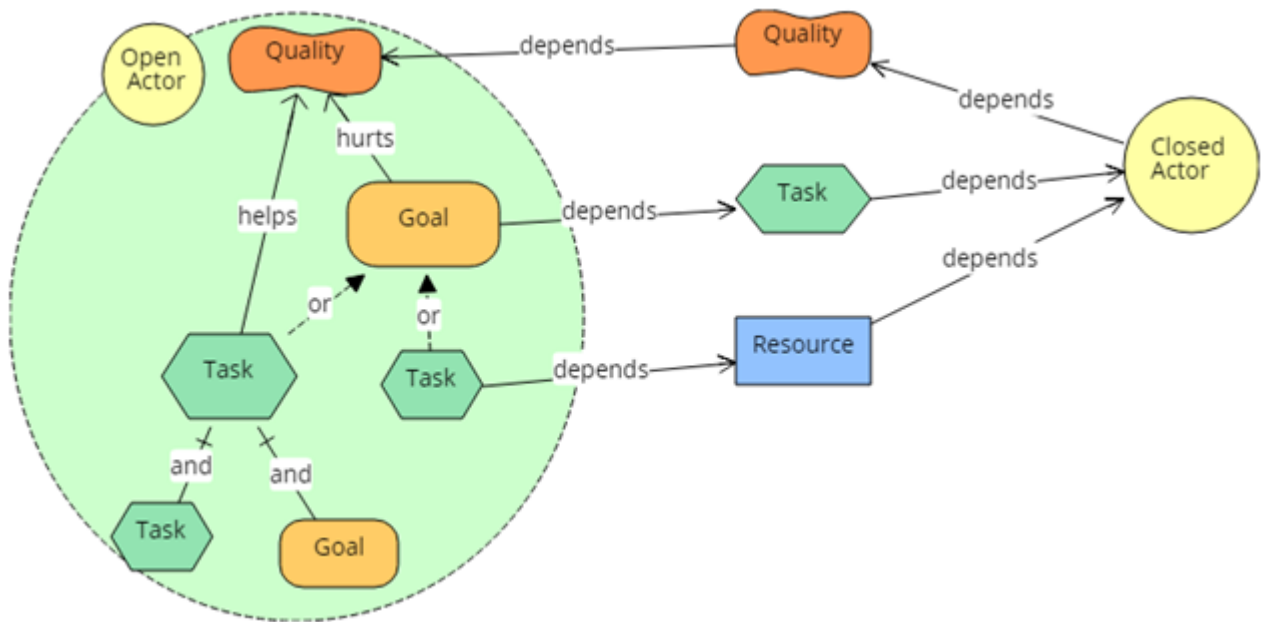 Open
Actor
Quality
depends
Quality
depends
hurts
Closed
Actor
helps
Goal
depends
Task
depends
or
or
depends
Task
Task
depends
Resource
and
and
Task
Goal